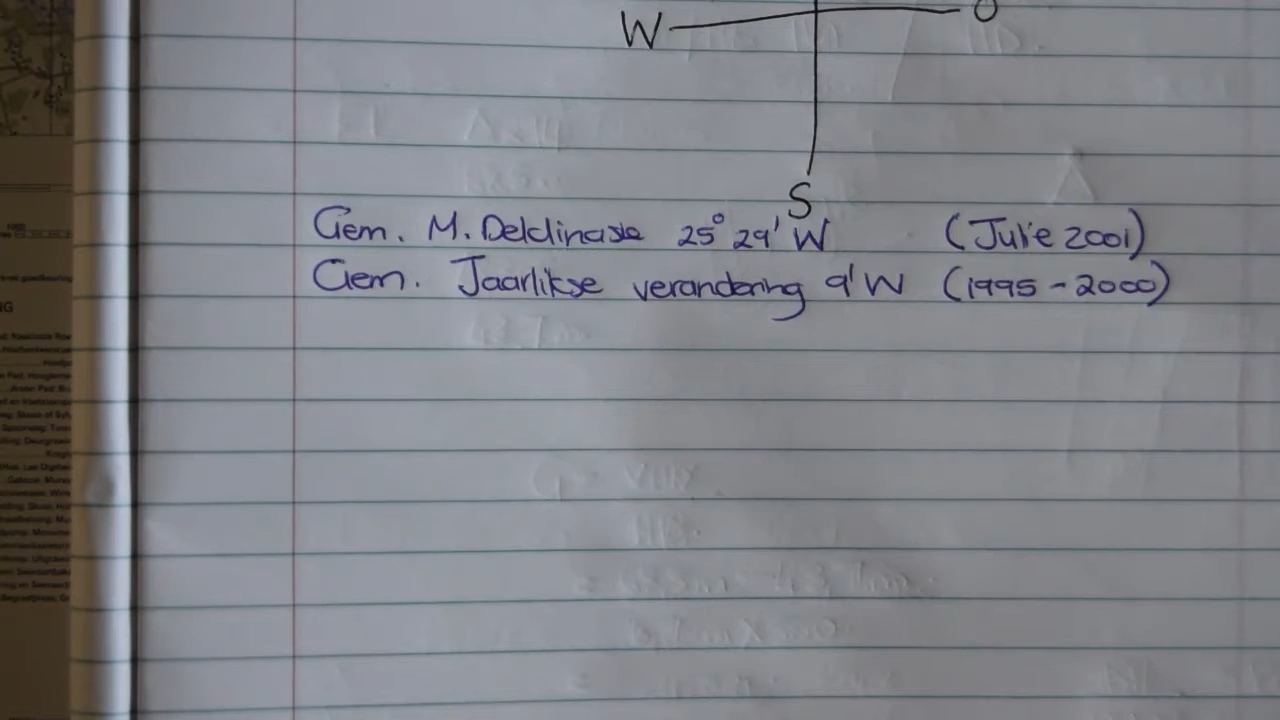 W O
S
Gem. M. Deklinasie 25° 29' W (Julie 2001)
Gem. Jaarlikse verandering 9' W (1995 - 2000)